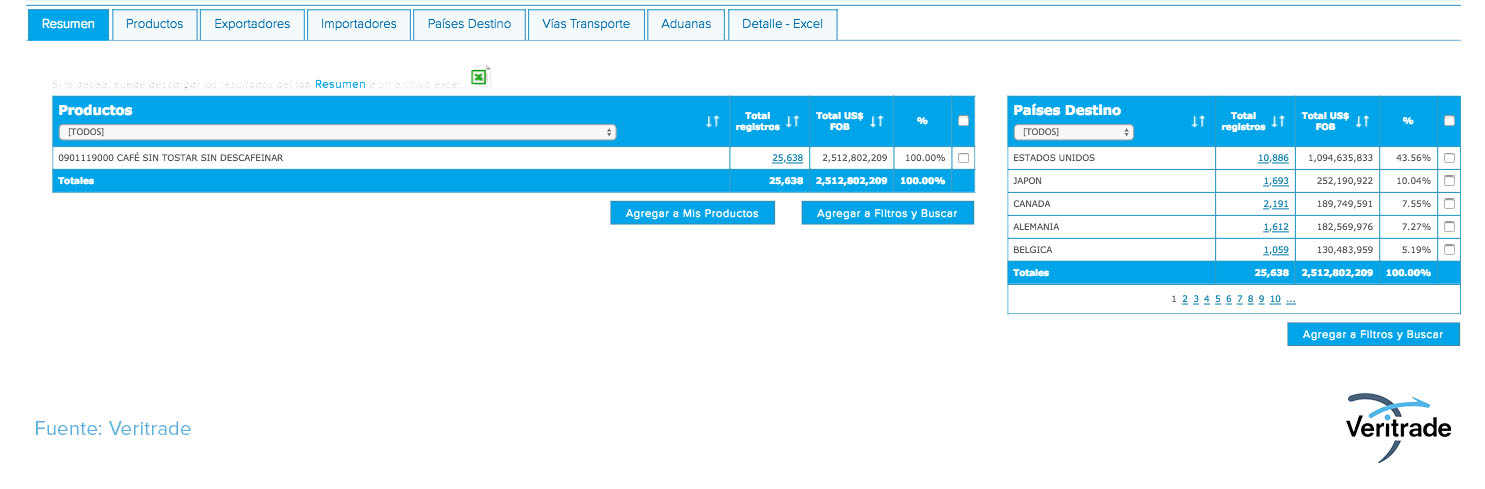 Resumen Productos Exportadores Importadores Países Destino Vías Transporte Aduanas Detalle - Excel
Si lo desea, puede descargar los resultados del tab Resumen a un archivo excel.
Productos
[TODOS]
Total registros Total US$ FOB %
0901119000 CAFÉ SIN TOSTAR SIN DESCAFEINAR 25,638 2,512,802,209 100.00%
Totales 25,638 2,512,802,209 100.00%
Agregar a Mis Productos Agregar a Filtros y Buscar
Países Destino
[TODOS]
Total registros Total US$ FOB %
ESTADOS UNIDOS 10,886 1,094,635,833 43.56%
JAPON 1,693 252,190,922 10.04%
CANADA 2,191 189,749,591 7.55%
ALEMANIA 1,612 182,569,976 7.27%
BELGICA 1,059 130,483,959 5.19%
Totales 25,638 2,512,802,209 100.00%
1 2 3 4 5 6 7 8 9 10 ...
Agregar a Filtros y Buscar
Fuente: Veritrade
Veritrade